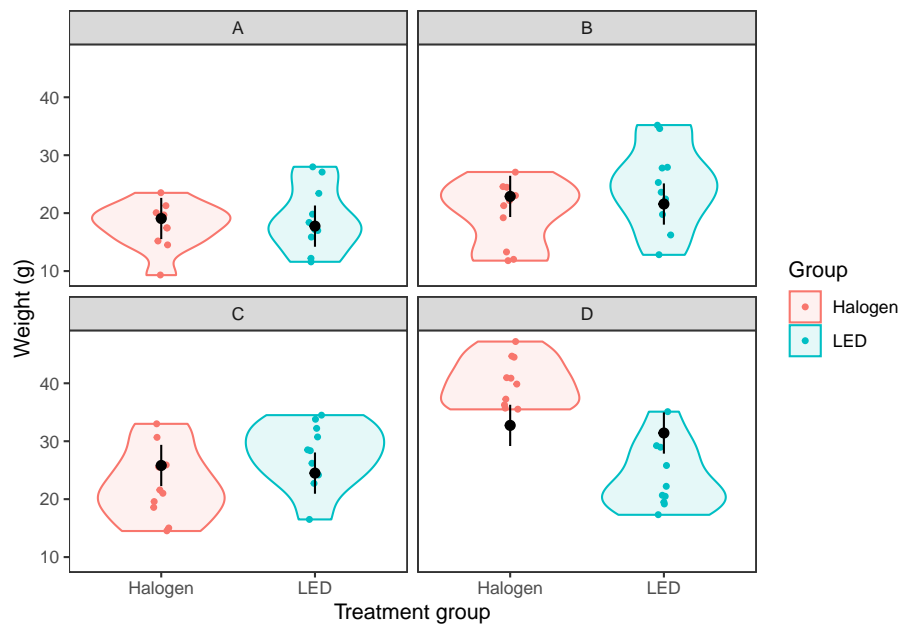 A
B
40
30
20
10
C
D
40
30
20
10
Weight (g)
Halogen
LED
Halogen
LED
Treatment group
Group
Halogen
LED